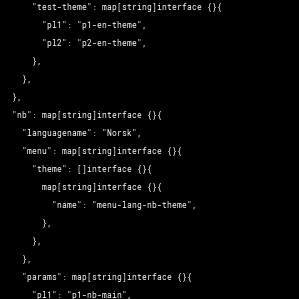 "test-theme": map[string]interface {}{
"pl1": "p1-en-theme",
"pl2": "p2-en-theme",
},
},
},
"nb": map[string]interface {}{
"languagename": "Norsk",
"menu": map[string]interface {}{
"theme": []interface {}{
map[string]interface {}{
"name": "menu-lang-nb-theme",
},
},
},
"params": map[string]interface {}{
"pl1": "p1-nb-main",